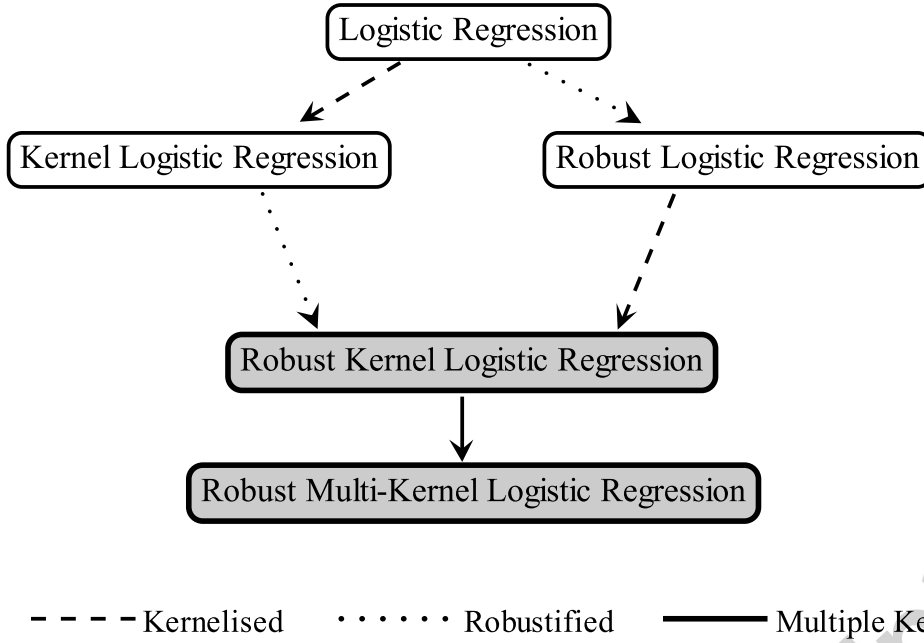 Logistic Regression
Kernel Logistic Regression
Robust Logistic Regression
Robust Kernel Logistic Regression
Robust Multi-Kernel Logistic Regression
Kernelised
Robustified
Multiple Ke